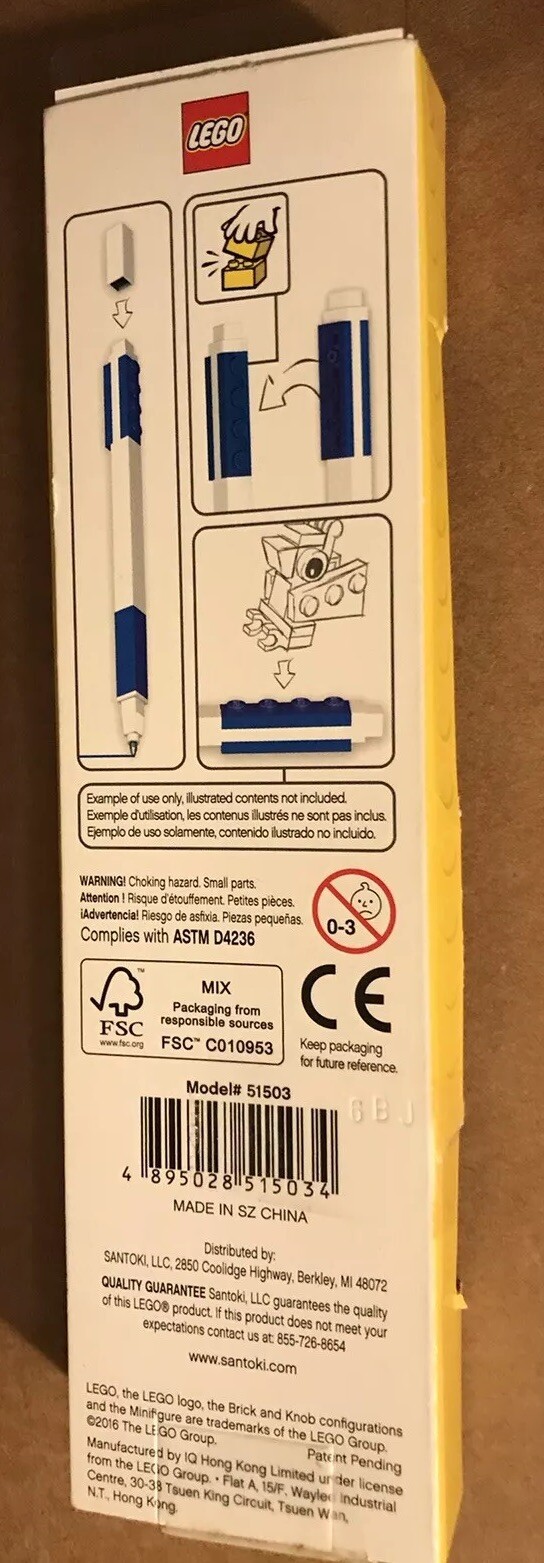 LEGO
Example of use only, illustrated contents not included.
Exemple d'utilisation, les contenus illustrés ne sont pas inclus.
Ejemplo de uso solamente, contenido ilustrado no incluido.
WARNING! Choking hazard. Small parts.
Attention ! Risque d'étouffement. Petites pièces.
¡Advertencia! Riesgo de asfixia. Piezas pequeñas.
Complies with ASTM D4236
0-3
FSC™
www.fsc.org
MIX
Packaging from
responsible sources
FSC™ C010953
CE
Keep packaging
for future reference.
Model# 51503
6 B J
4 895028 515034
MADE IN SZ CHINA
Distributed by:
SANTOKI, LLC, 2850 Coolidge Highway, Berkley, MI 48072
QUALITY GUARANTEE Santoki, LLC guarantees the quality
of this LEGO® product. If this product does not meet your
expectations contact us at: 855-726-8654
www.santoki.com
LEGO, the LEGO logo, the Brick and Knob configurations
and the Minifigure are trademarks of the LEGO Group.
©2016 The LEGO Group. Patent Pending
Manufactured by IQ Hong Kong Limited under license
from the LEGO Group. • Flat A, 15/F, Waylee Industrial
Centre, 30-38 Tsuen King Circuit, Tsuen Wan,
N.T., Hong Kong.